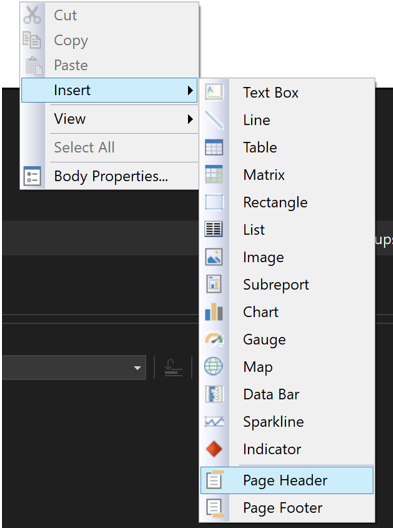 Cut
Copy
Paste
Insert
View
Select All
Body Properties...
Text Box
Line
Table
Matrix
Rectangle
List
Image
Subreport
Chart
Gauge
Map
Data Bar
Sparkline
Indicator
Page Header
Page Footer
ups